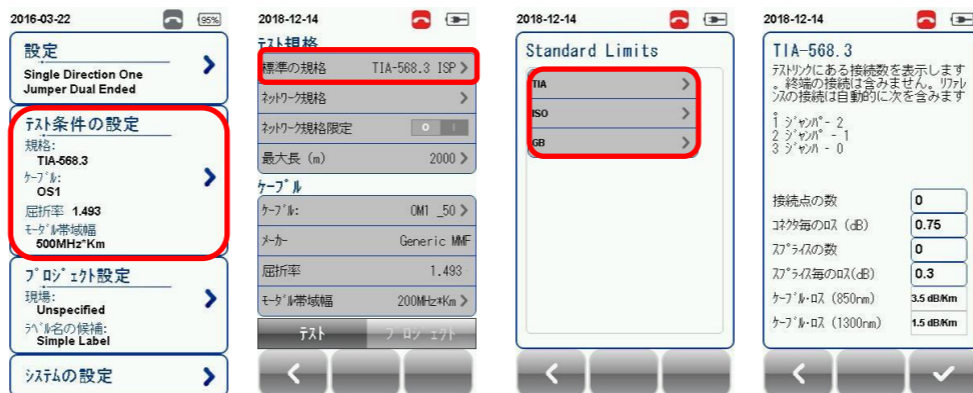 2016-03-22
95%
設定
Single Direction One
Jumper Dual Ended
テスト条件の設定
規格:
TIA-568.3
ケーブル:
OS1
屈折率 1.493
モーダル帯域幅
500MHz*Km
プロジェクト設定
現場:
Unspecified
ラベル名の候補:
Simple Label
システムの設定
2018-12-14
テスト規格
標準の規格 TIA-568.3 ISP
ネットワーク規格
ネットワーク規格限定 O I
最大長 (m) 2000
ケーブル
ケーブル: OM1 _50
メーカー Generic MMF
屈折率 1.493
モーダル帯域幅 200MHz*Km
テスト プロジェクト
2018-12-14
Standard Limits
TIA
ISO
GB
2018-12-14
TIA-568.3
テストリンクにある接続数を表示します
。終端の接続は含みません。リファレ
ンスの接続は自動的に次を含みます
1 ジャンパ - 2
2 ジャンパ - 1
3 ジャンパ - 0
接続点の数 0
コネクタ毎のロス (dB) 0.75
スプライスの数 0
スプライス毎のロス(dB) 0.3
ケーブル・ロス (850nm) 3.5 dB/Km
ケーブル・ロス (1300nm) 1.5 dB/Km